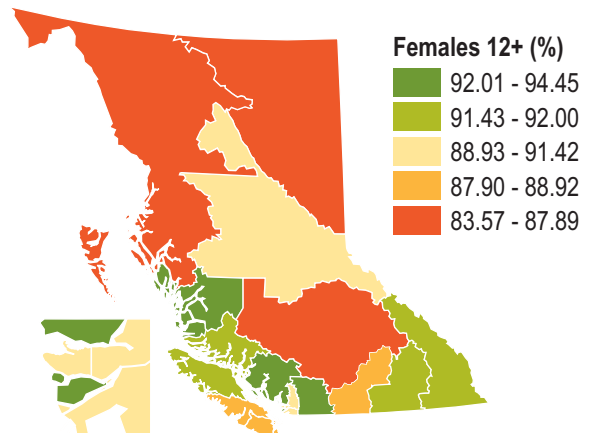 Females 12+ (%)
92.01 - 94.45
91.43 - 92.00
88.93 - 91.42
87.90 - 88.92
83.57 - 87.89